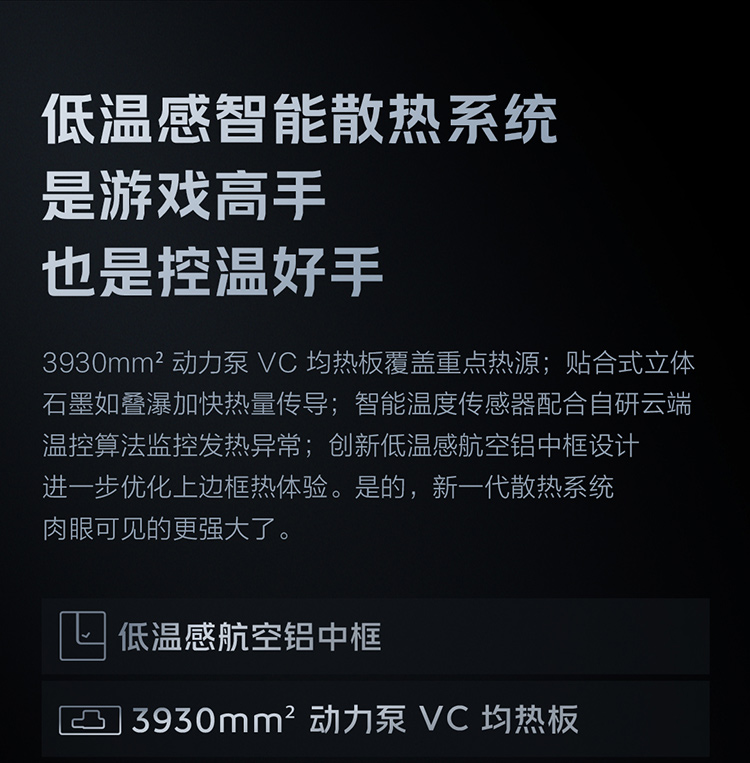 低温感智能散热系统
是游戏高手
也是控温好手
3930mm² 动力泵 VC 均热板覆盖重点热源；贴合式立体
石墨如叠瀑加快热量传导；智能温度传感器配合自研云端
温控算法监控发热异常；创新低温感航空铝中框设计
进一步优化上边框热体验。是的，新一代散热系统
肉眼可见的更强大了。
低温感航空铝中框
3930mm² 动力泵 VC 均热板